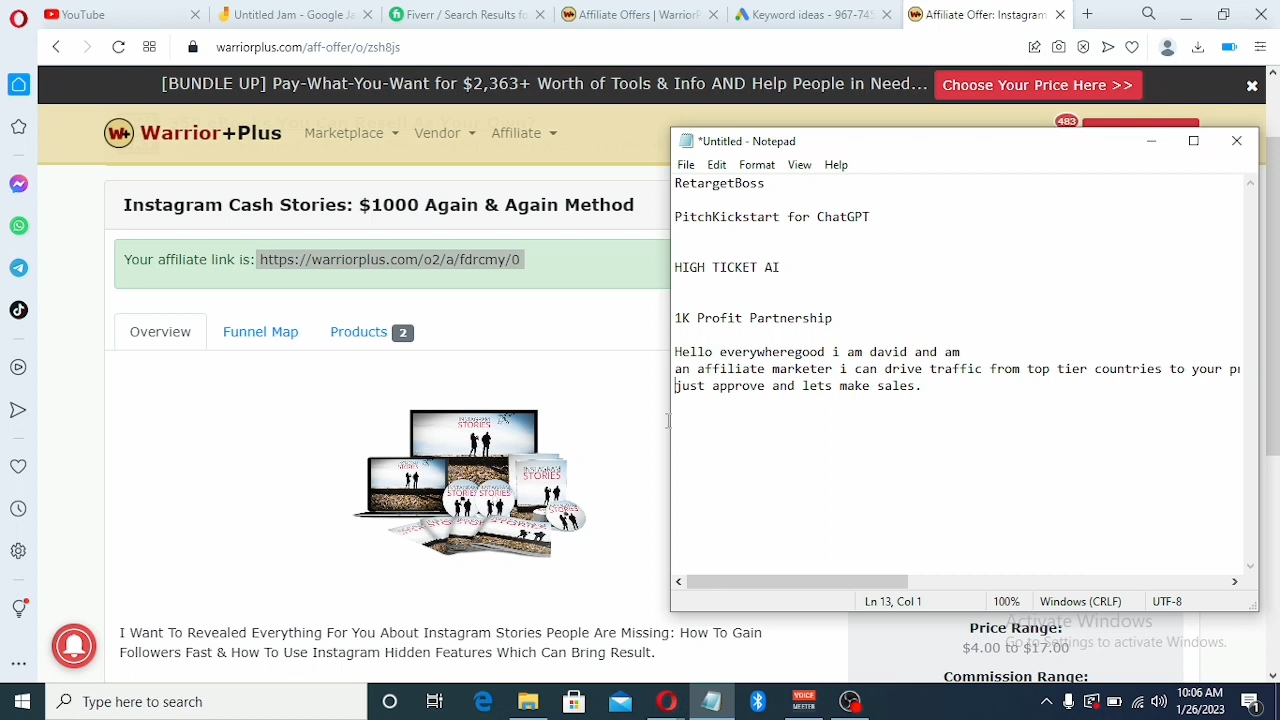 YouTube
Untitled Jam - Google Ja
Fiverr / Search Results fo
Affiliate Offers | WarriorP
Keyword ideas - 967-745
Affiliate Offer: Instagram
warriorplus.com/aff-offer/o/zsh8js
[BUNDLE UP] Pay-What-You-Want for $2,363+ Worth of Tools & Info AND Help People in Need...
Choose Your Price Here >>
W+ Warrior+Plus
Marketplace
Vendor
Affiliate
483
*Untitled - Notepad
File Edit Format View Help
RetargetBoss
PitchKickstart for ChatGPT
HIGH TICKET AI
1K Profit Partnership
Hello everywheregood i am david and am
an affiliate marketer i can drive traffic from top tier countries to your pr
just approve and lets make sales.
Ln 13, Col 1
100%
Windows (CRLF)
UTF-8
Instagram Cash Stories: $1000 Again & Again Method
Your affiliate link is: https://warriorplus.com/o2/a/fdrcmy/0
Overview
Funnel Map
Products 2
INSTAGRAM
STORIES
I Want To Revealed Everything For You About Instagram Stories People Are Missing: How To Gain
Followers Fast & How To Use Instagram Hidden Features Which Can Bring Result.
Price Range:
$4.00 to $17.00
Commission Range:
Activate Windows
Go to Settings to activate Windows.
Type here to search
VOICE
MEETER
10:06 AM
1/26/2023
1